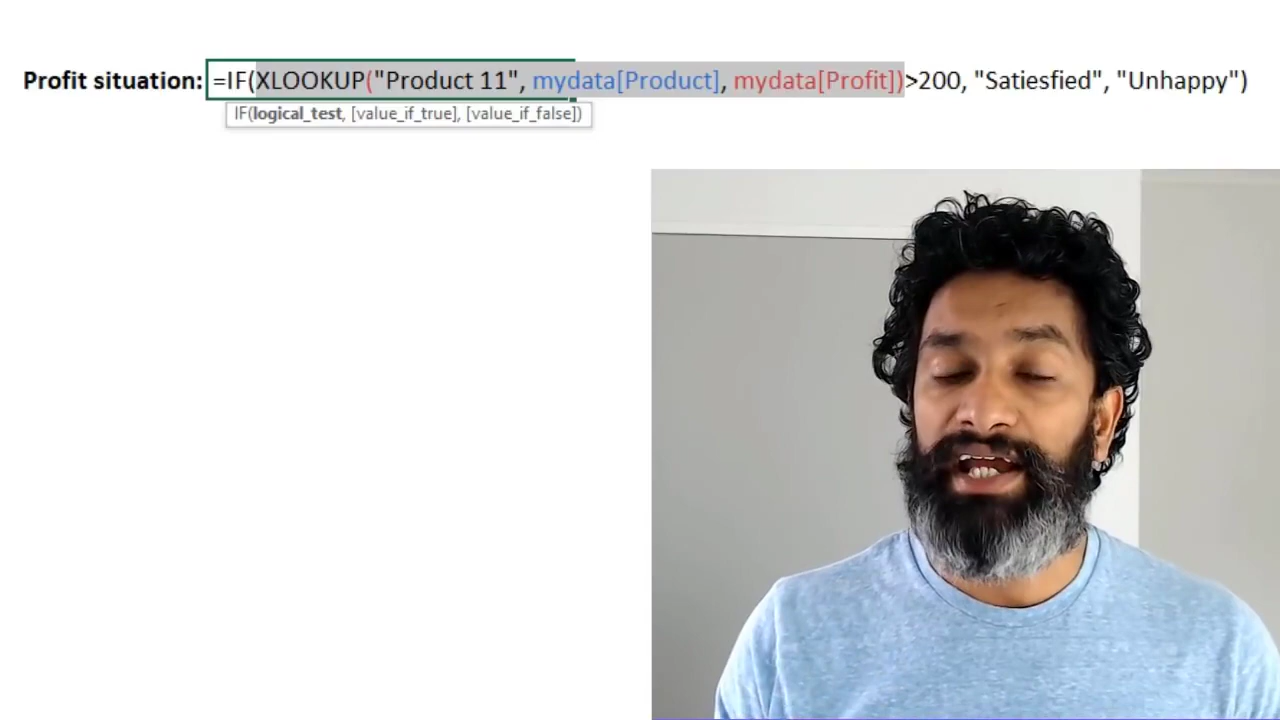 Profit situation: =IF(XLOOKUP("Product 11", mydata[Product], mydata[Profit])>200, "Satiesfied", "Unhappy")
IF(logical_test, [value_if_true], [value_if_false])